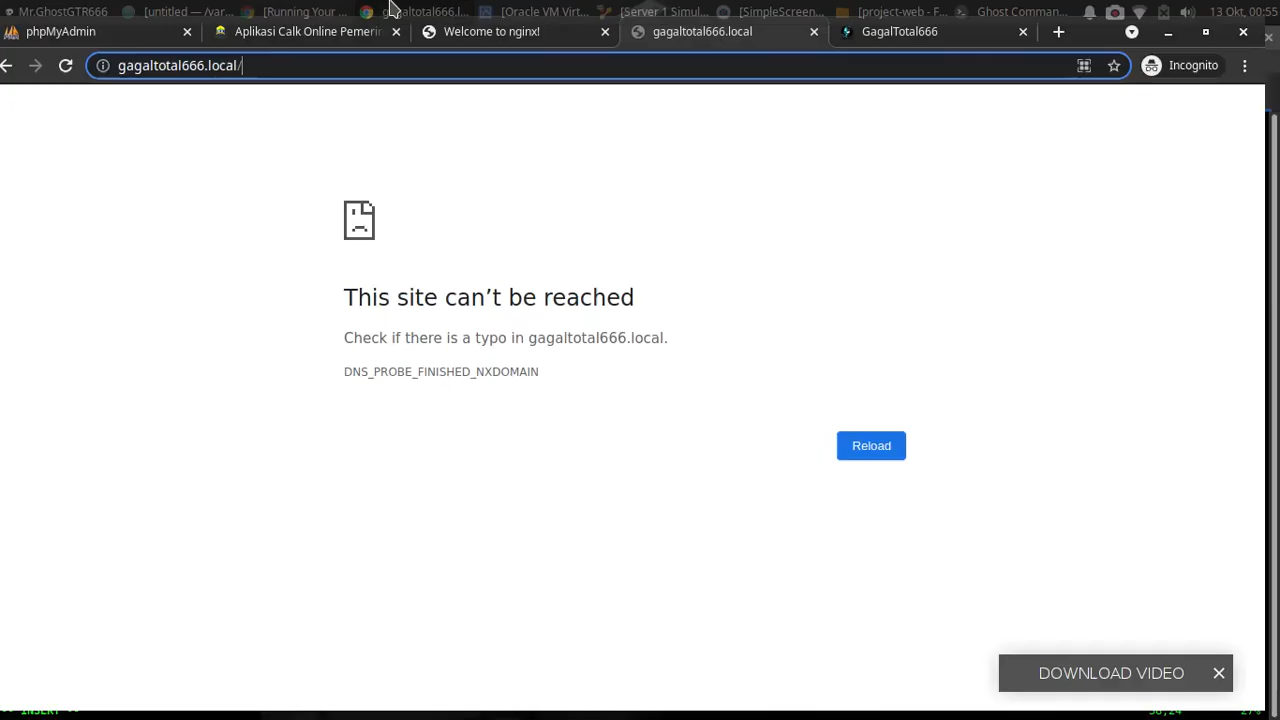 Mr.GhostGTR666 [untitled — /var... [Running Your ... gagaltotal666.l... [Oracle VM Virt... [Server 1 Simul... [SimpleScreen... [project-web - F... Ghost Comman... 13 Okt, 00:55
phpMyAdmin Aplikasi Calk Online Pemerin Welcome to nginx! gagaltotal666.local GagalTotal666
gagaltotal666.local/ Incognito
This site can’t be reached
Check if there is a typo in gagaltotal666.local.
DNS_PROBE_FINISHED_NXDOMAIN
Reload
DOWNLOAD VIDEO
-- INSERT --